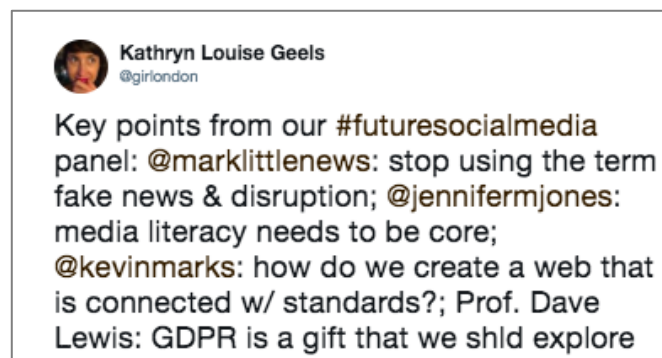 Kathryn Louise Geels
@girlondon
Key points from our #futuresocialmedia
panel: @marklittlenews: stop using the term
fake news & disruption; @jennifermjones:
media literacy needs to be core;
@kevinmarks: how do we create a web that
is connected w/ standards?; Prof. Dave
Lewis: GDPR is a gift that we shld explore